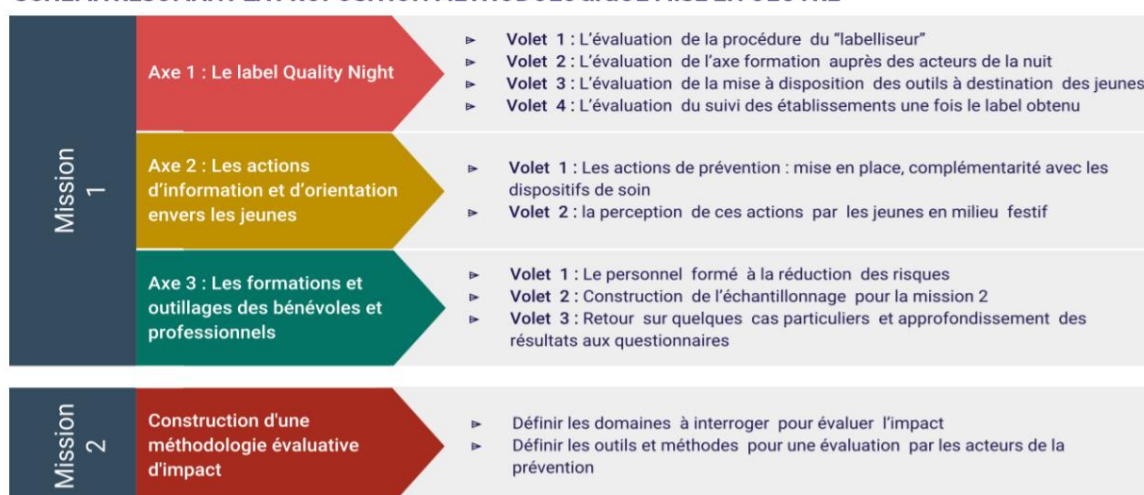 Mission 1
Axe 1 : Le label Quality Night
▻ Volet 1 : L'évaluation de la procédure du "labelliseur"
▻ Volet 2 : L'évaluation de l'axe formation auprès des acteurs de la nuit
▻ Volet 3 : L'évaluation de la mise à disposition des outils à destination des jeunes
▻ Volet 4 : L'évaluation du suivi des établissements une fois le label obtenu
Axe 2 : Les actions
d'information et d'orientation
envers les jeunes
▻ Volet 1 : Les actions de prévention : mise en place, complémentarité avec les
dispositifs de soin
▻ Volet 2 : la perception de ces actions par les jeunes en milieu festif
Axe 3 : Les formations et
outillages des bénévoles et
professionnels
▻ Volet 1 : Le personnel formé à la réduction des risques
▻ Volet 2 : Construction de l'échantillonnage pour la mission 2
▻ Volet 3 : Retour sur quelques cas particuliers et approfondissement des
résultats aux questionnaires
Mission 2
Construction d'une
méthodologie évaluative
d'impact
▻ Définir les domaines à interroger pour évaluer l'impact
▻ Définir les outils et méthodes pour une évaluation par les acteurs de la
prévention